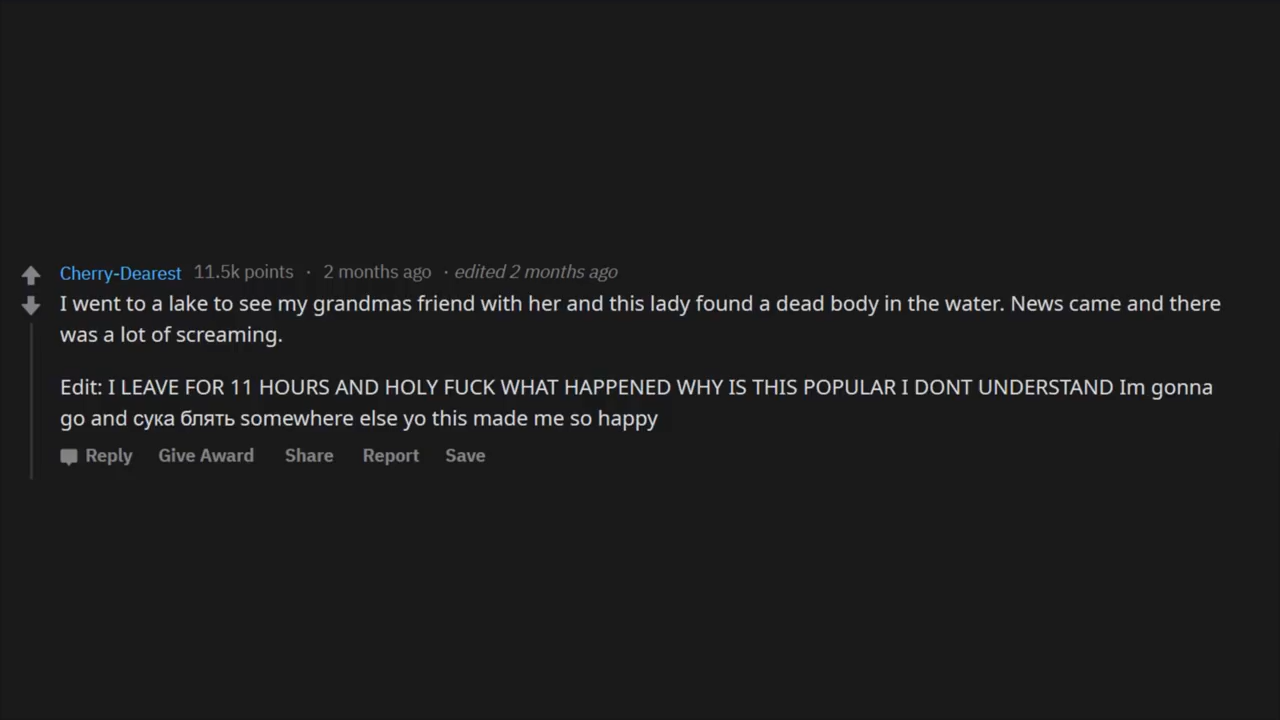 Cherry-Dearest 11.5k points · 2 months ago · edited 2 months ago
I went to a lake to see my grandmas friend with her and this lady found a dead body in the water. News came and there
was a lot of screaming.
Edit: I LEAVE FOR 11 HOURS AND HOLY FUCK WHAT HAPPENED WHY IS THIS POPULAR I DONT UNDERSTAND Im gonna
go and сука блять somewhere else yo this made me so happy
Reply Give Award Share Report Save